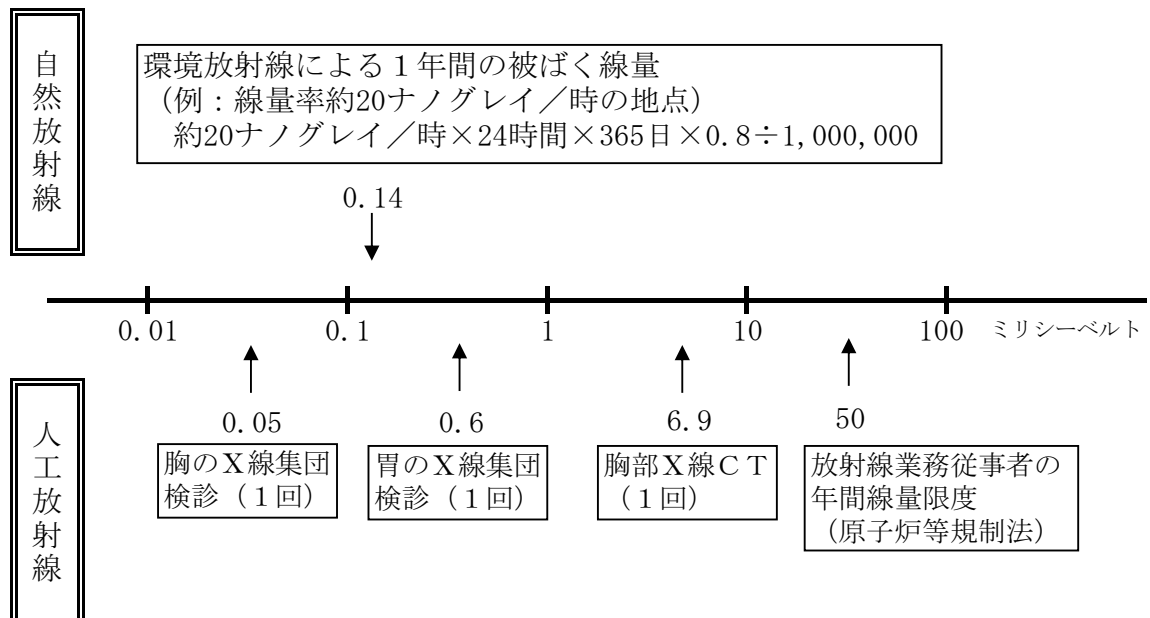 自然放射線
環境放射線による１年間の被ばく線量
（例：線量率約20ナノグレイ／時の地点）
約20ナノグレイ／時×24時間×365日×0.8÷1,000,000
0.14
0.01
0.1
1
10
100
ミリシーベルト
人工放射線
0.05
胸のＸ線集団
検診（１回）
0.6
胃のＸ線集団
検診（１回）
6.9
胸部Ｘ線ＣＴ
（１回）
50
放射線業務従事者の
年間線量限度
（原子炉等規制法）